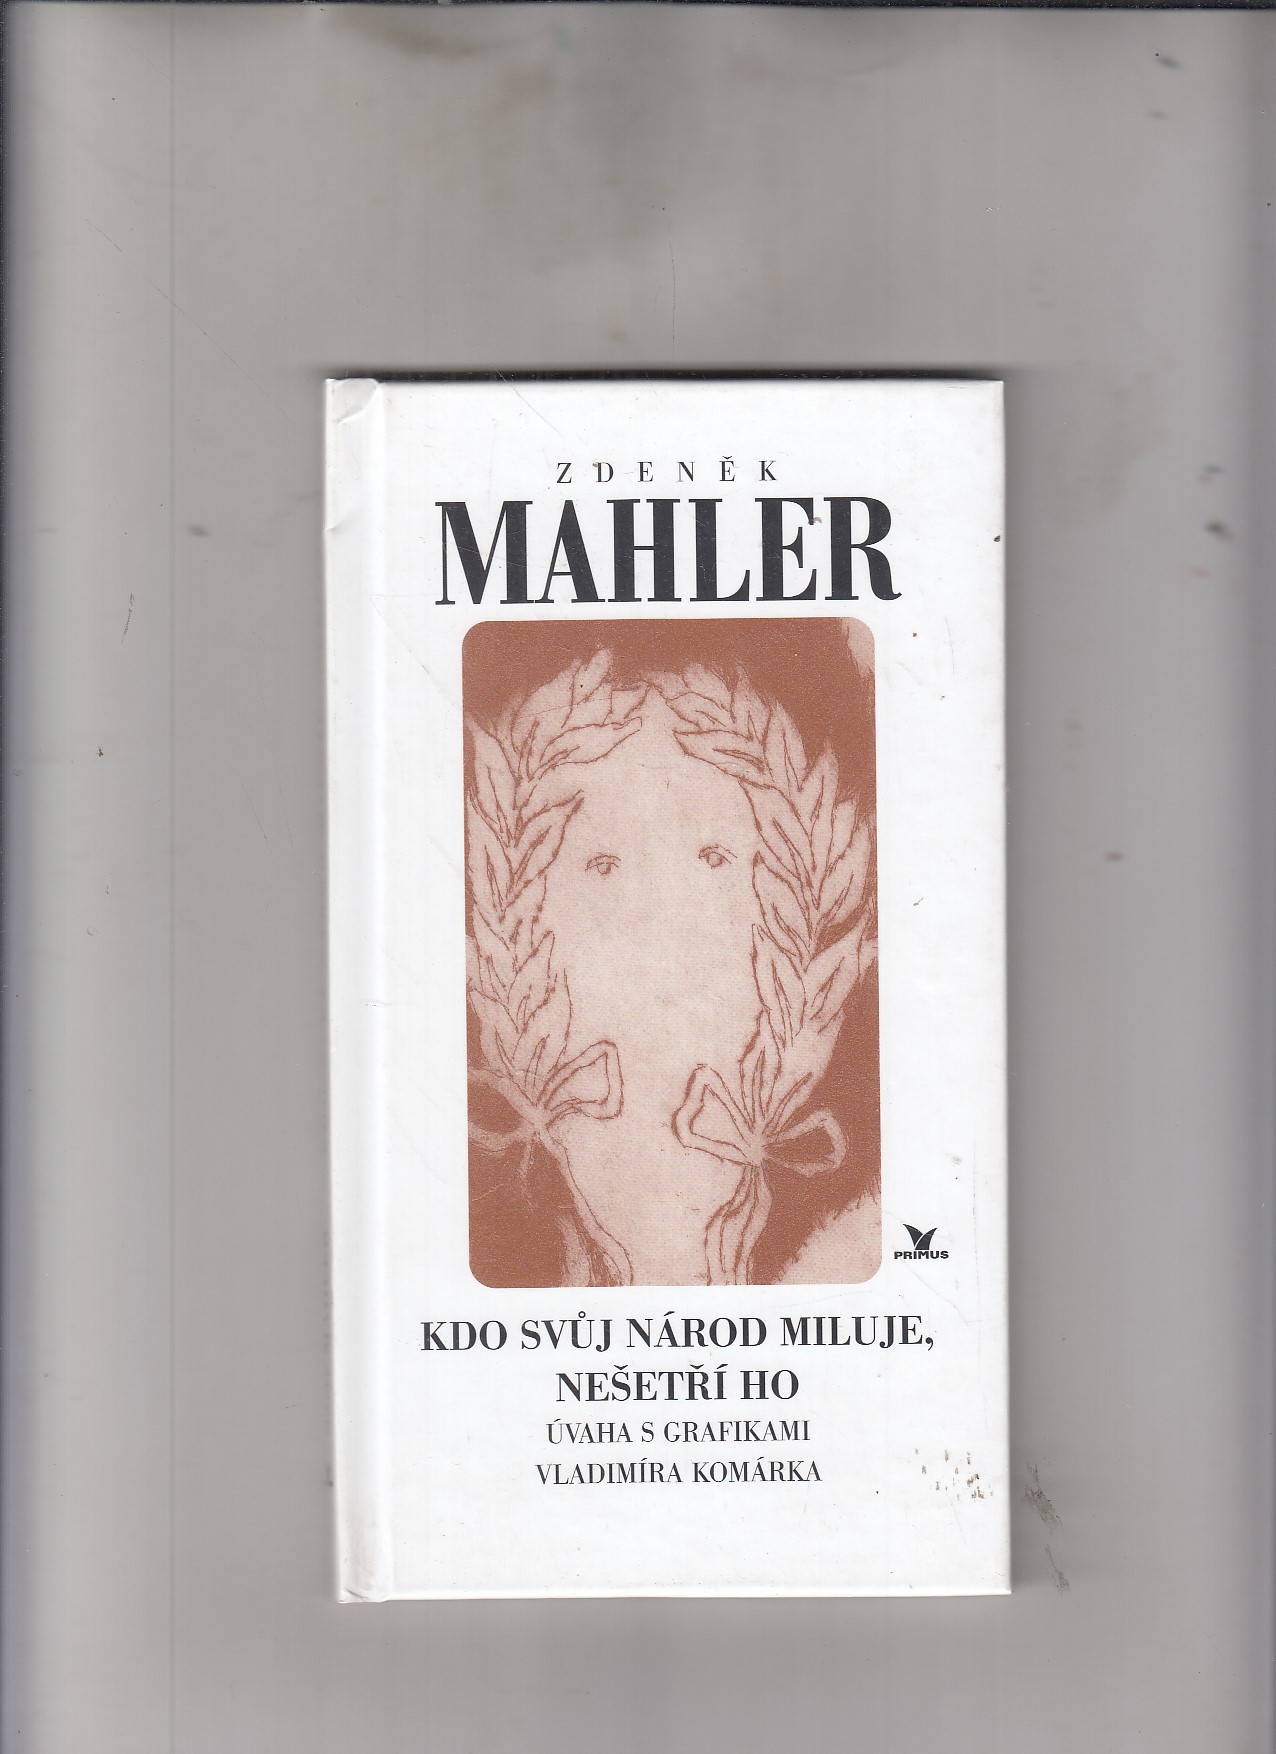 ZDENĚK
MAHLER
PRIMUS
KDO SVŮJ NÁROD MILUJE,
NEŠETŘÍ HO
ÚVAHA S GRAFIKAMI
VLADIMÍRA KOMÁRKA